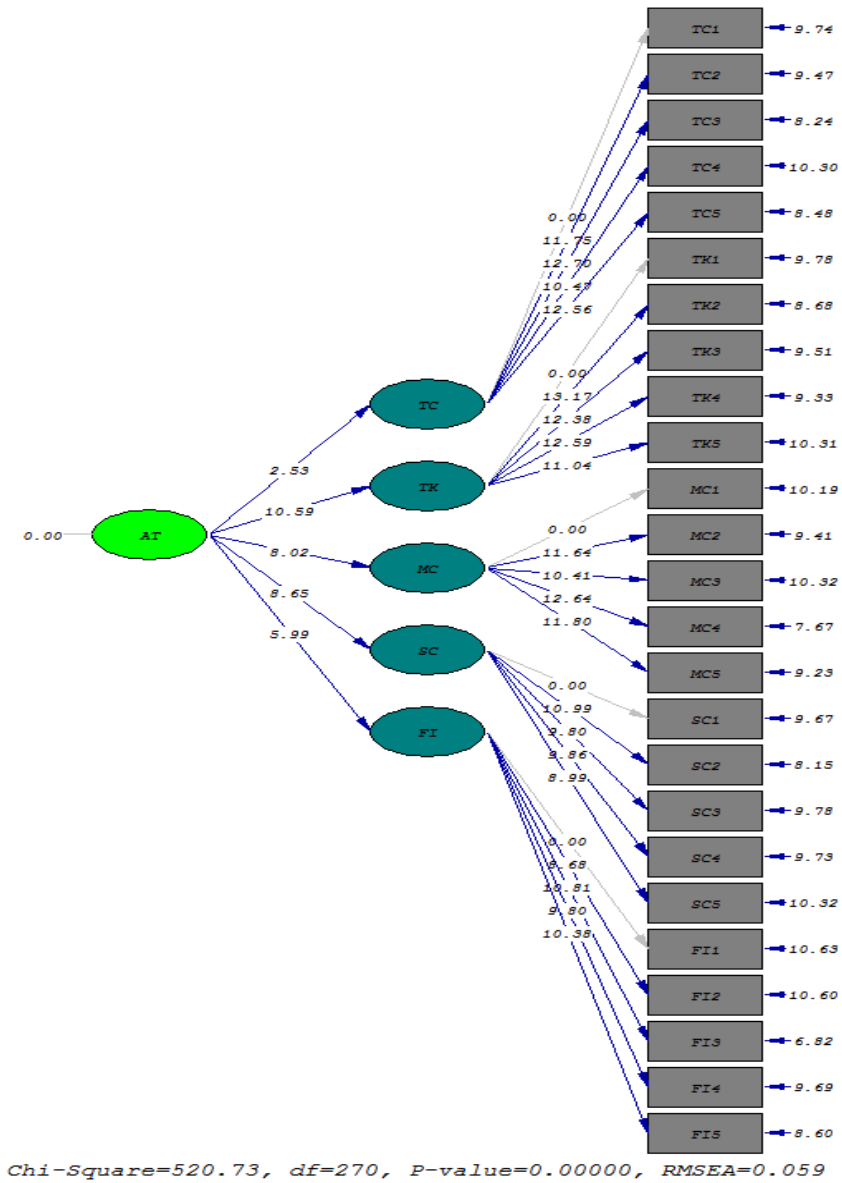 TC1 9.74
TC2 9.47
TC3 8.24
TC4 10.30
TC5 8.48
0.00
11.75
12.70
10.47
12.56
TK1 9.78
TK2 8.68
TK3 9.51
TK4 9.33
TK5 10.31
0.00
13.17
12.38
12.59
11.04
TC
2.53
TK
10.59
0.00 AT
8.02
MC
8.65
SC
5.99
FI
MC1 10.19
MC2 9.41
MC3 10.32
MC4 7.67
MC5 9.23
0.00
11.64
10.41
12.64
11.80
SC1 9.67
SC2 8.15
SC3 9.78
SC4 9.73
SC5 10.32
0.00
10.99
9.80
9.86
8.99
FI1 10.63
FI2 10.60
FI3 6.82
FI4 9.69
FI5 8.60
0.00
8.68
10.81
9.80
10.38
Chi-Square=520.73, df=270, P-value=0.00000, RMSEA=0.059